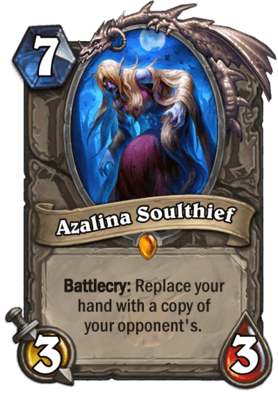 7
Azalina Soulthief
Battlecry: Replace your
hand with a copy of
your opponent's.
3
3